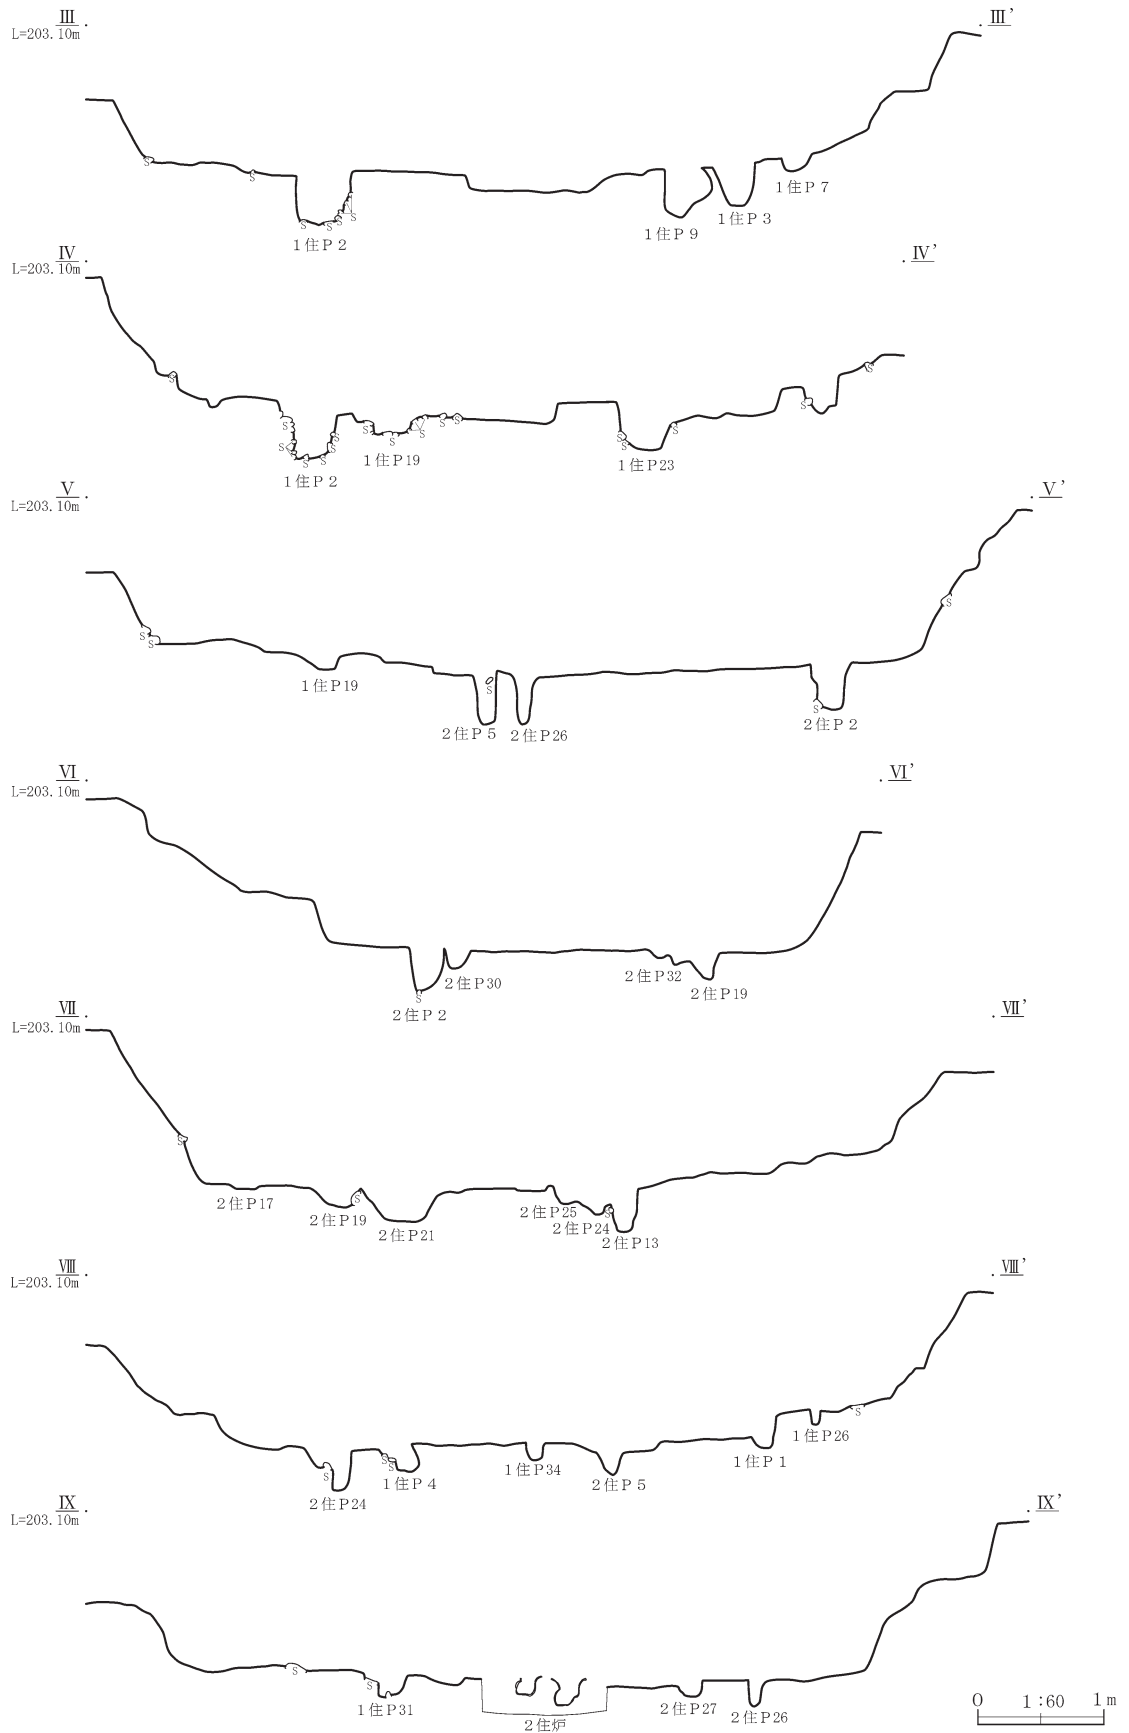 Ⅲ Ⅲ’
L=203.10m
S S S S S S
1住P2 1住P9 1住P3 1住P7
Ⅳ Ⅳ’
L=203.10m
S S S S S S S S S S S S S S S S S S
1住P2 1住P19 1住P23
Ⅴ Ⅴ’
L=203.10m
S S S S S
1住P19 2住P5 2住P26 2住P2
Ⅵ Ⅵ’
L=203.10m
S
2住P2 2住P30 2住P32 2住P19
Ⅶ Ⅶ’
L=203.10m
S S S
2住P17 2住P19 2住P21 2住P25 2住P24 2住P13
Ⅷ Ⅷ’
L=203.10m
S S S S
2住P24 1住P4 1住P34 2住P5 1住P1 1住P26
Ⅸ Ⅸ’
L=203.10m
S S
1住P31 2住炉 2住P27 2住P26
0 1:60 1m